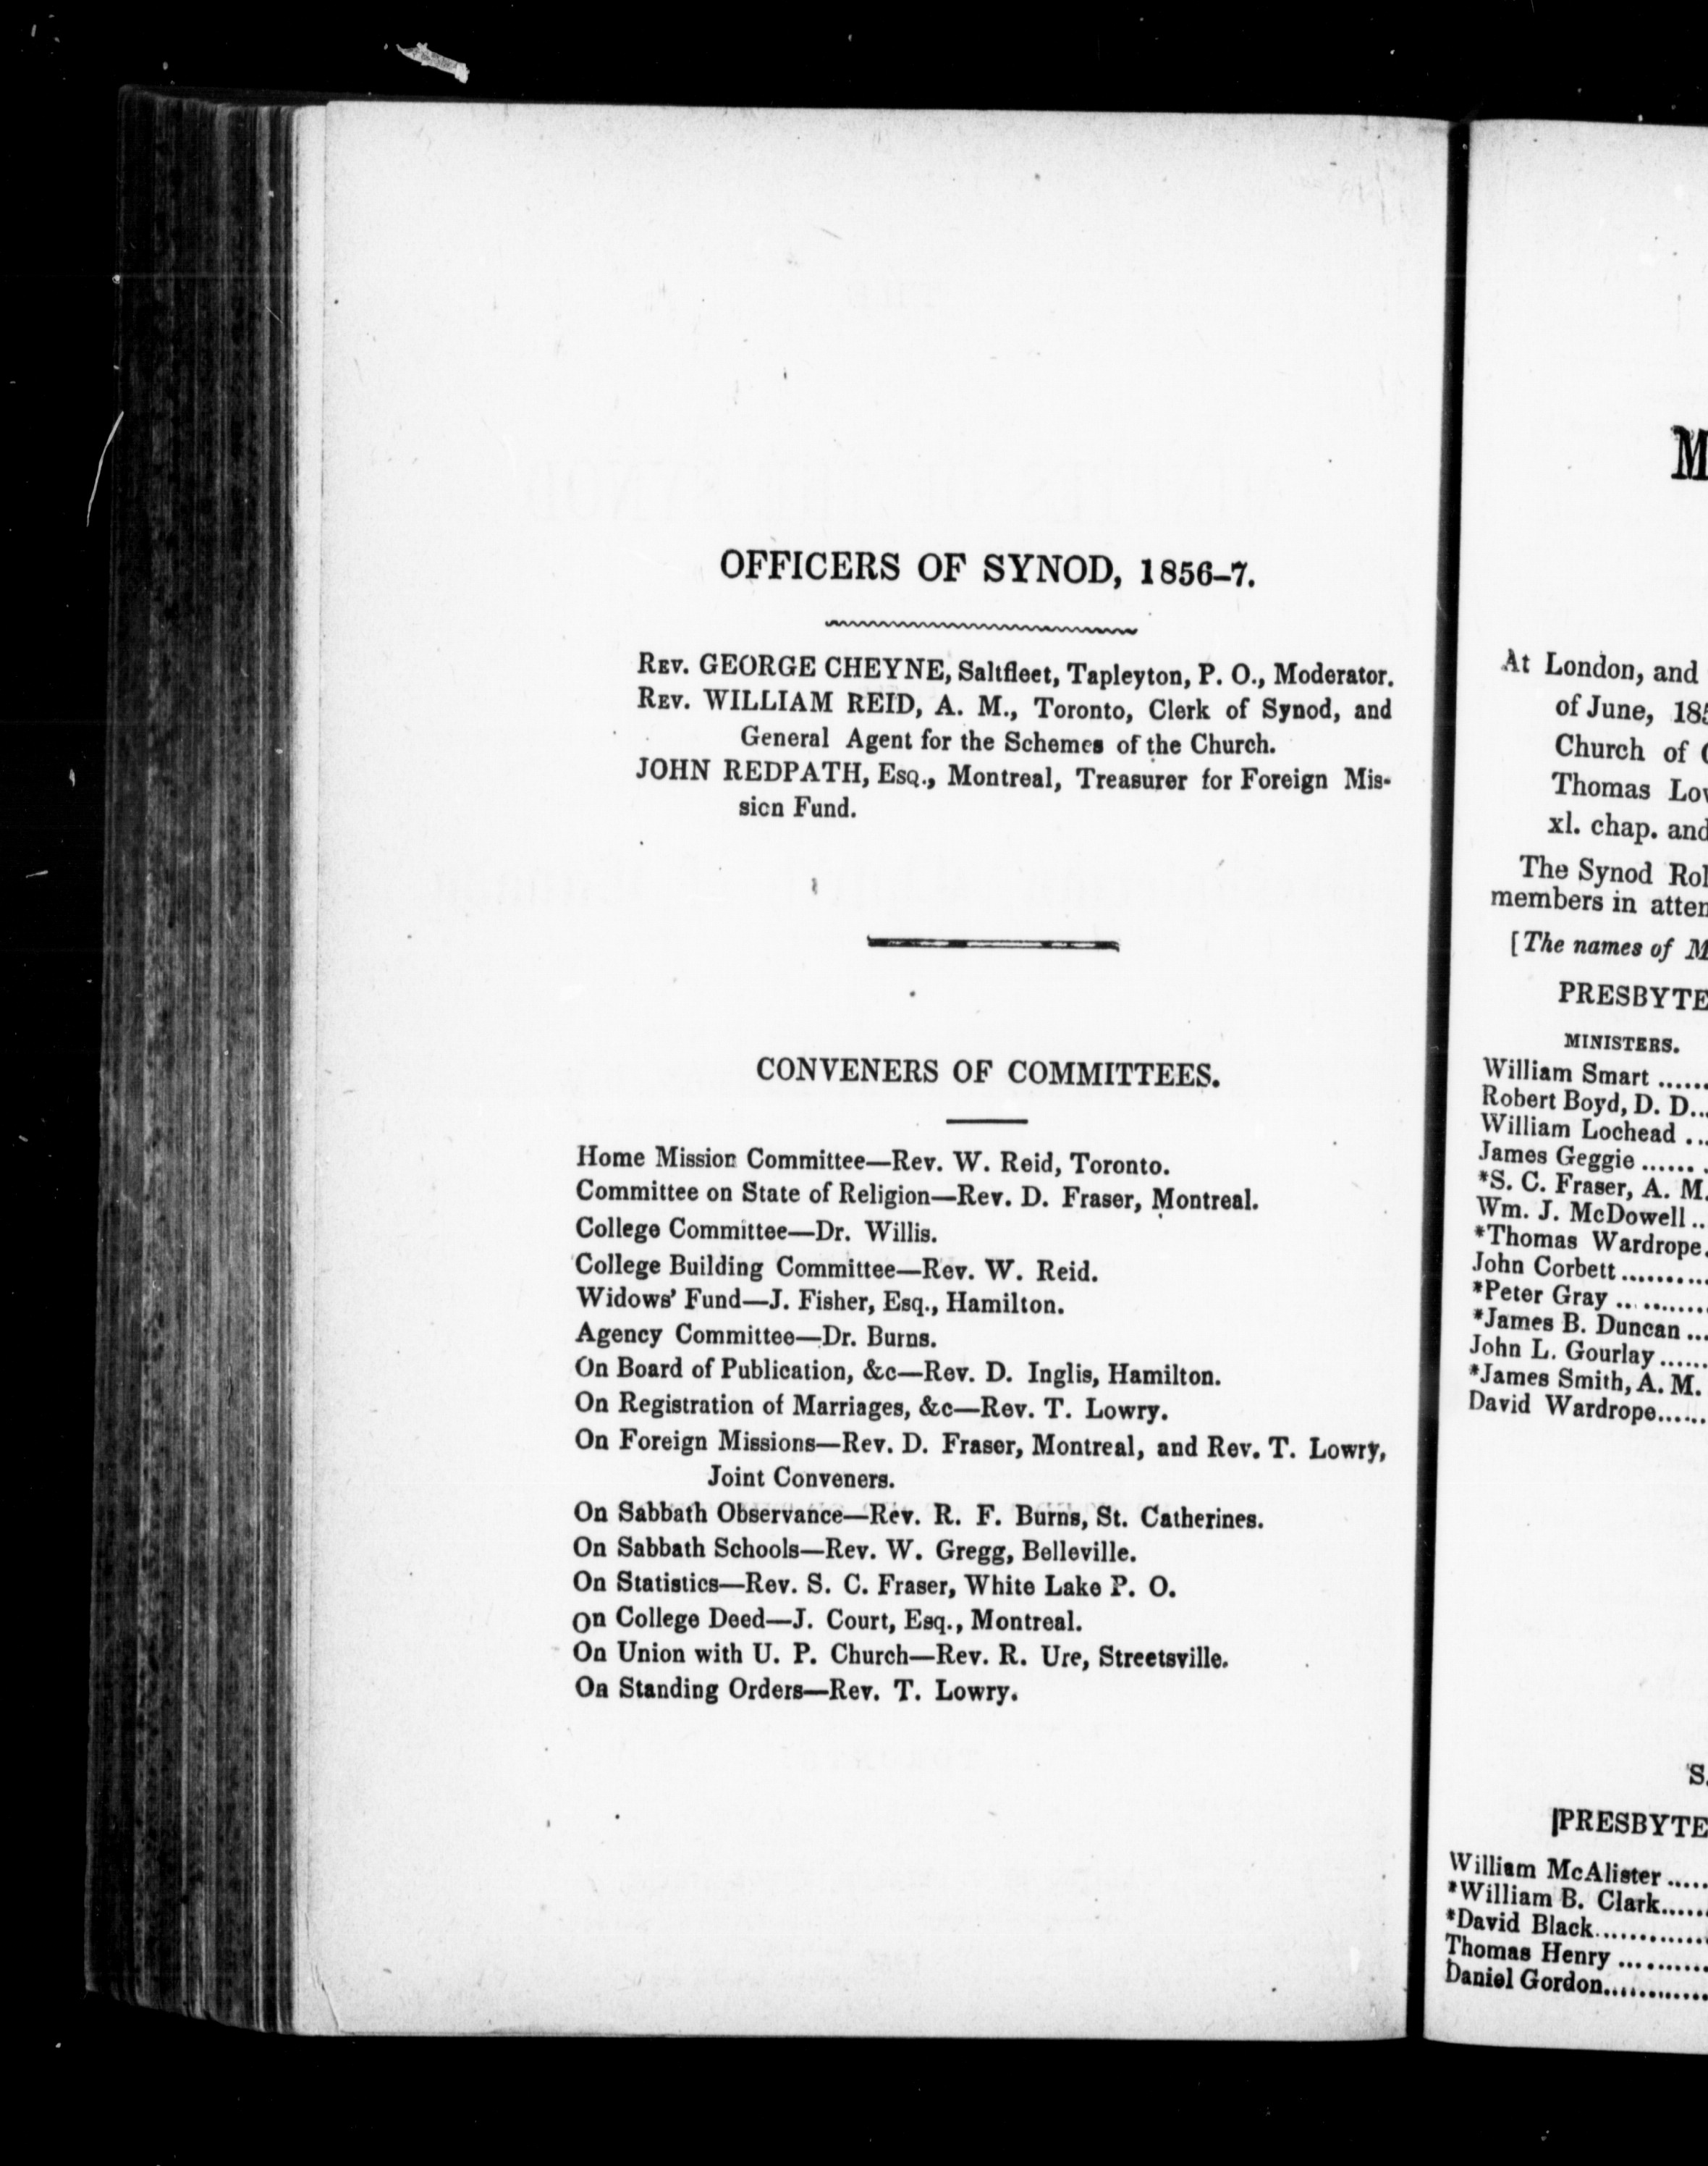 OFFICERS OF SYNOD, 1856-7.
REV. GEORGE CHEYNE, Saltfleet, Tapleyton, P. O., Moderator.
REV. WILLIAM REID, A. M., Toronto, Clerk of Synod, and
General Agent for the Schemes of the Church.
JOHN REDPATH, ESQ., Montreal, Treasurer for Foreign Mis-
sion Fund.
CONVENERS OF COMMITTEES.
Home Mission Committee—Rev. W. Reid, Toronto.
Committee on State of Religion—Rev. D. Fraser, Montreal.
College Committee—Dr. Willis.
College Building Committee—Rev. W. Reid.
Widows' Fund—J. Fisher, Esq., Hamilton.
Agency Committee—Dr. Burns.
On Board of Publication, &c—Rev. D. Inglis, Hamilton.
On Registration of Marriages, &c—Rev. T. Lowry.
On Foreign Missions—Rev. D. Fraser, Montreal, and Rev. T. Lowry,
Joint Conveners.
On Sabbath Observance—Rev. R. F. Burns, St. Catherines.
On Sabbath Schools—Rev. W. Gregg, Belleville.
On Statistics—Rev. S. C. Fraser, White Lake P. O.
On College Deed—J. Court, Esq., Montreal.
On Union with U. P. Church—Rev. R. Ure, Streetsville.
On Standing Orders—Rev. T. Lowry.
M
At London, and
of June, 185
Church of
Thomas Low
xl. chap. and
The Synod Rol
members in atten
[The names of M
PRESBYTE
MINISTERS.
William Smart ......
Robert Boyd, D. D...
William Lochead ...
James Geggie .......
*S. C. Fraser, A. M.
Wm. J. McDowell ..
*Thomas Wardrope.
John Corbett ..........
*Peter Gray ...........
*James B. Duncan ...
John L. Gourlay ......
*James Smith, A. M.
David Wardrope......
S.
PRESBYTE
William McAlister .....
*William B. Clark......
*David Black.............
Thomas Henry ..........
Daniel Gordon.............